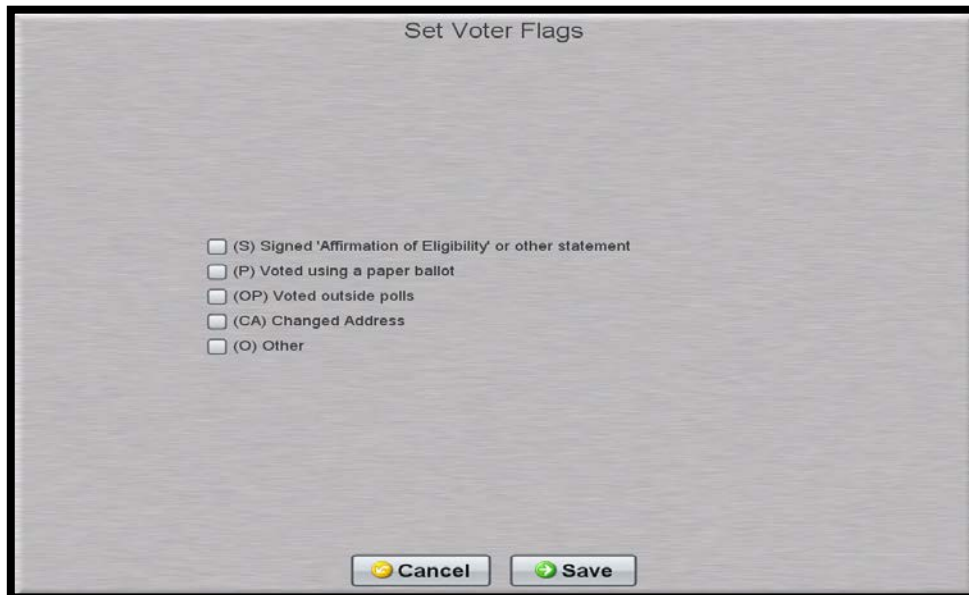 Set Voter Flags
(S) Signed 'Affirmation of Eligibility' or other statement
(P) Voted using a paper ballot
(OP) Voted outside polls
(CA) Changed Address
(O) Other
Cancel Save